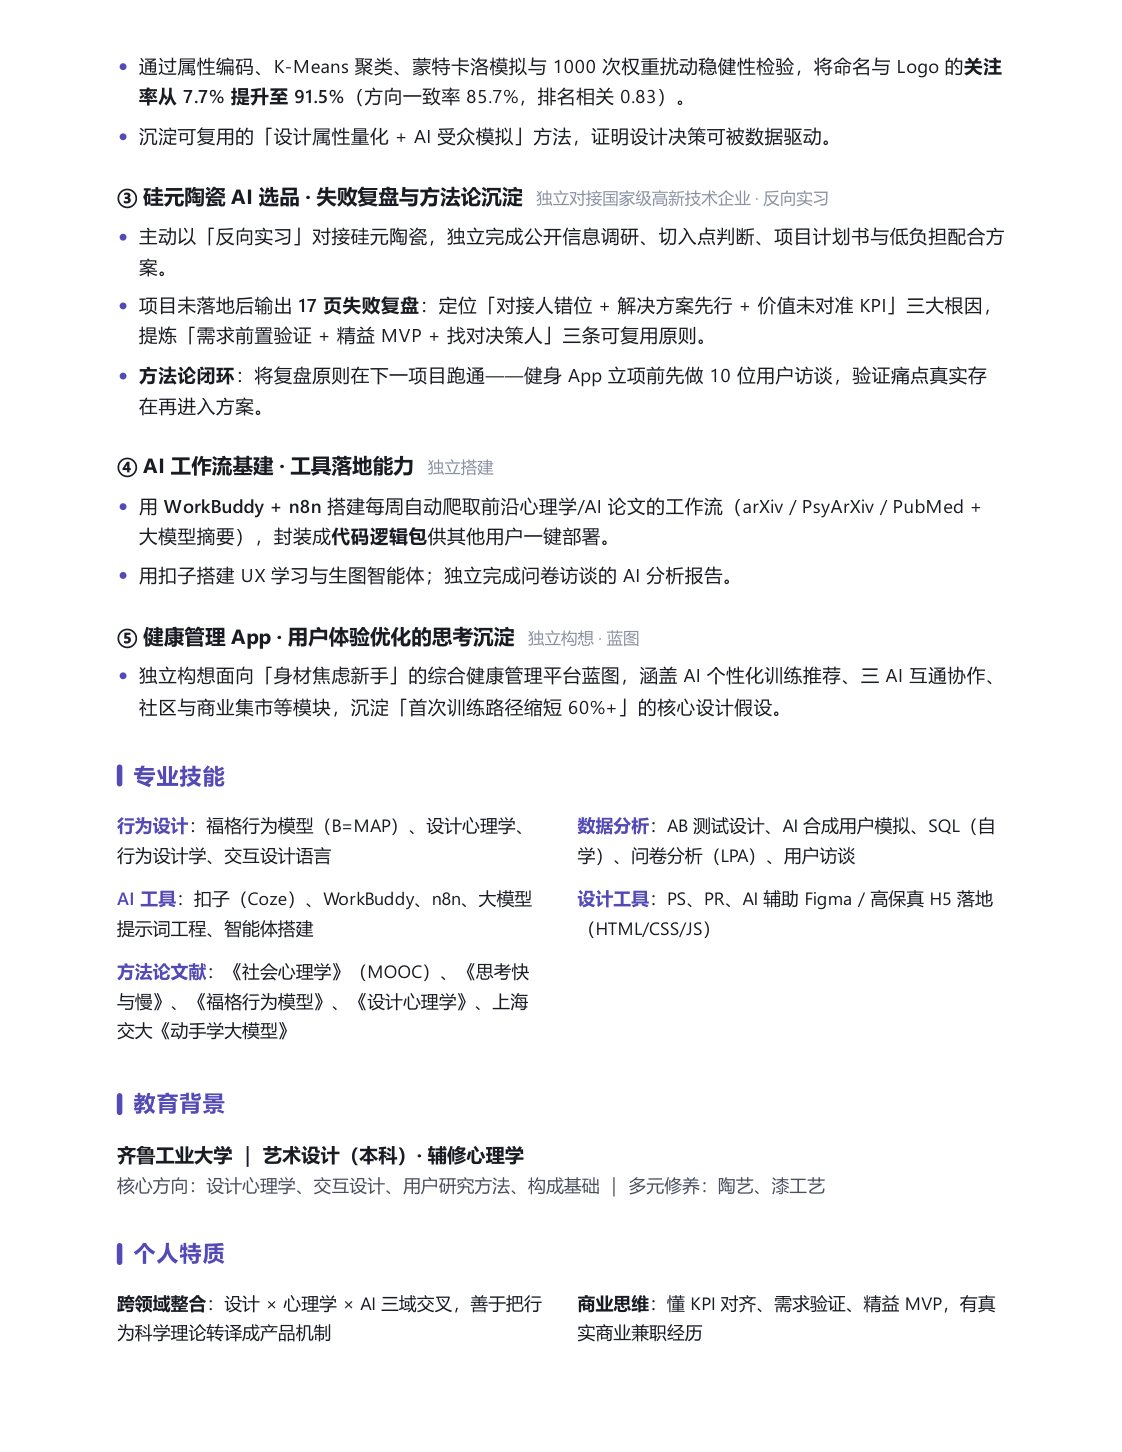 • 通过属性编码、K-Means 聚类、蒙特卡洛模拟与 1000 次权重扰动稳健性检验，将命名与 Logo 的关注
率从 7.7% 提升至 91.5%（方向一致率 85.7%，排名相关 0.83）。
• 沉淀可复用的「设计属性量化 + AI 受众模拟」方法，证明设计决策可被数据驱动。
③ 硅元陶瓷 AI 选品 · 失败复盘与方法论沉淀 独立对接国家级高新技术企业 · 反向实习
• 主动以「反向实习」对接硅元陶瓷，独立完成公开信息调研、切入点判断、项目计划书与低负担配合方
案。
• 项目未落地后输出 17 页失败复盘：定位「对接人错位 + 解决方案先行 + 价值未对准 KPI」三大根因，
提炼「需求前置验证 + 精益 MVP + 找对决策人」三条可复用原则。
• 方法论闭环：将复盘原则在下一项目跑通——健身 App 立项前先做 10 位用户访谈，验证痛点真实存
在再进入方案。
④ AI 工作流基建 · 工具落地能力 独立搭建
• 用 WorkBuddy + n8n 搭建每周自动爬取前沿心理学/AI 论文的工作流（arXiv / PsyArXiv / PubMed +
大模型摘要），封装成代码逻辑包供其他用户一键部署。
• 用扣子搭建 UX 学习与生图智能体；独立完成问卷访谈的 AI 分析报告。
⑤ 健康管理 App · 用户体验优化的思考沉淀 独立构想 · 蓝图
• 独立构想面向「身材焦虑新手」的综合健康管理平台蓝图，涵盖 AI 个性化训练推荐、三 AI 互通协作、
社区与商业集市等模块，沉淀「首次训练路径缩短 60%+」的核心设计假设。
专业技能
行为设计：福格行为模型（B=MAP）、设计心理学、
行为设计学、交互设计语言
数据分析：AB 测试设计、AI 合成用户模拟、SQL（自
学）、问卷分析（LPA）、用户访谈
AI 工具：扣子（Coze）、WorkBuddy、n8n、大模型
提示词工程、智能体搭建
设计工具：PS、PR、AI 辅助 Figma / 高保真 H5 落地
（HTML/CSS/JS）
方法论文献：《社会心理学》（MOOC）、《思考快
与慢》、《福格行为模型》、《设计心理学》、上海
交大《动手学大模型》
教育背景
齐鲁工业大学 ｜ 艺术设计（本科）· 辅修心理学
核心方向：设计心理学、交互设计、用户研究方法、构成基础 ｜ 多元修养：陶艺、漆工艺
个人特质
跨领域整合：设计 × 心理学 × AI 三域交叉，善于把行
为科学理论转译成产品机制
商业思维：懂 KPI 对齐、需求验证、精益 MVP，有真
实商业兼职经历